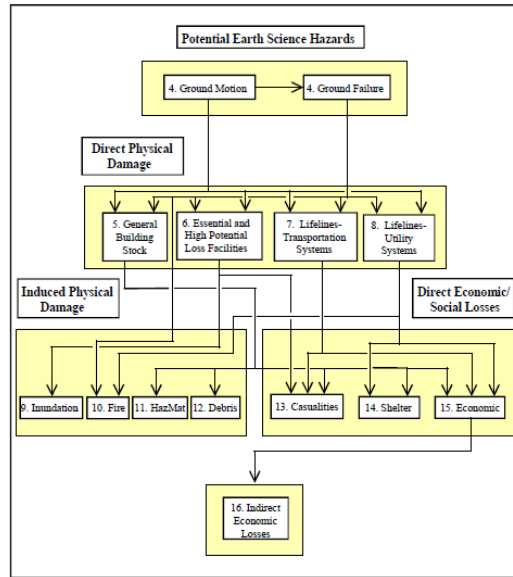 Potential Earth Science Hazards
4. Ground Motion
4. Ground Failure
Direct Physical
Damage
5. General
Building
Stock
6. Essential and
High Potential
Loss Facilities
7. Lifelines-
Transportation
Systems
8. Lifelines-
Utility
Systems
Induced Physical
Damage
Direct Economic/
Social Losses
9. Inundation
10. Fire
11. HazMat
12. Debris
13. Casualities
14. Shelter
15. Economic
16. Indirect
Economic
Losses